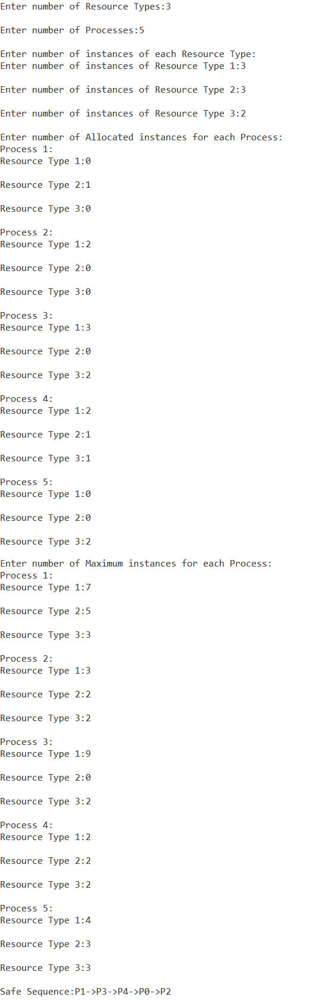 Enter number of Resource Types:3
Enter number of Processes:5
Enter number of instances of each Resource Type:
Enter number of instances of Resource Type 1:3
Enter number of instances of Resource Type 2:3
Enter number of instances of Resource Type 3:2
Enter number of Allocated instances for each Process:
Process 1:
Resource Type 1:0
Resource Type 2:1
Resource Type 3:0
Process 2:
Resource Type 1:2
Resource Type 2:0
Resource Type 3:0
Process 3:
Resource Type 1:3
Resource Type 2:0
Resource Type 3:2
Process 4:
Resource Type 1:2
Resource Type 2:1
Resource Type 3:1
Process 5:
Resource Type 1:0
Resource Type 2:0
Resource Type 3:2
Enter number of Maximum instances for each Process:
Process 1:
Resource Type 1:7
Resource Type 2:5
Resource Type 3:3
Process 2:
Resource Type 1:3
Resource Type 2:2
Resource Type 3:2
Process 3:
Resource Type 1:9
Resource Type 2:0
Resource Type 3:2
Process 4:
Resource Type 1:2
Resource Type 2:2
Resource Type 3:2
Process 5:
Resource Type 1:4
Resource Type 2:3
Resource Type 3:3
Safe Sequence:P1->P3->P4->P0->P2